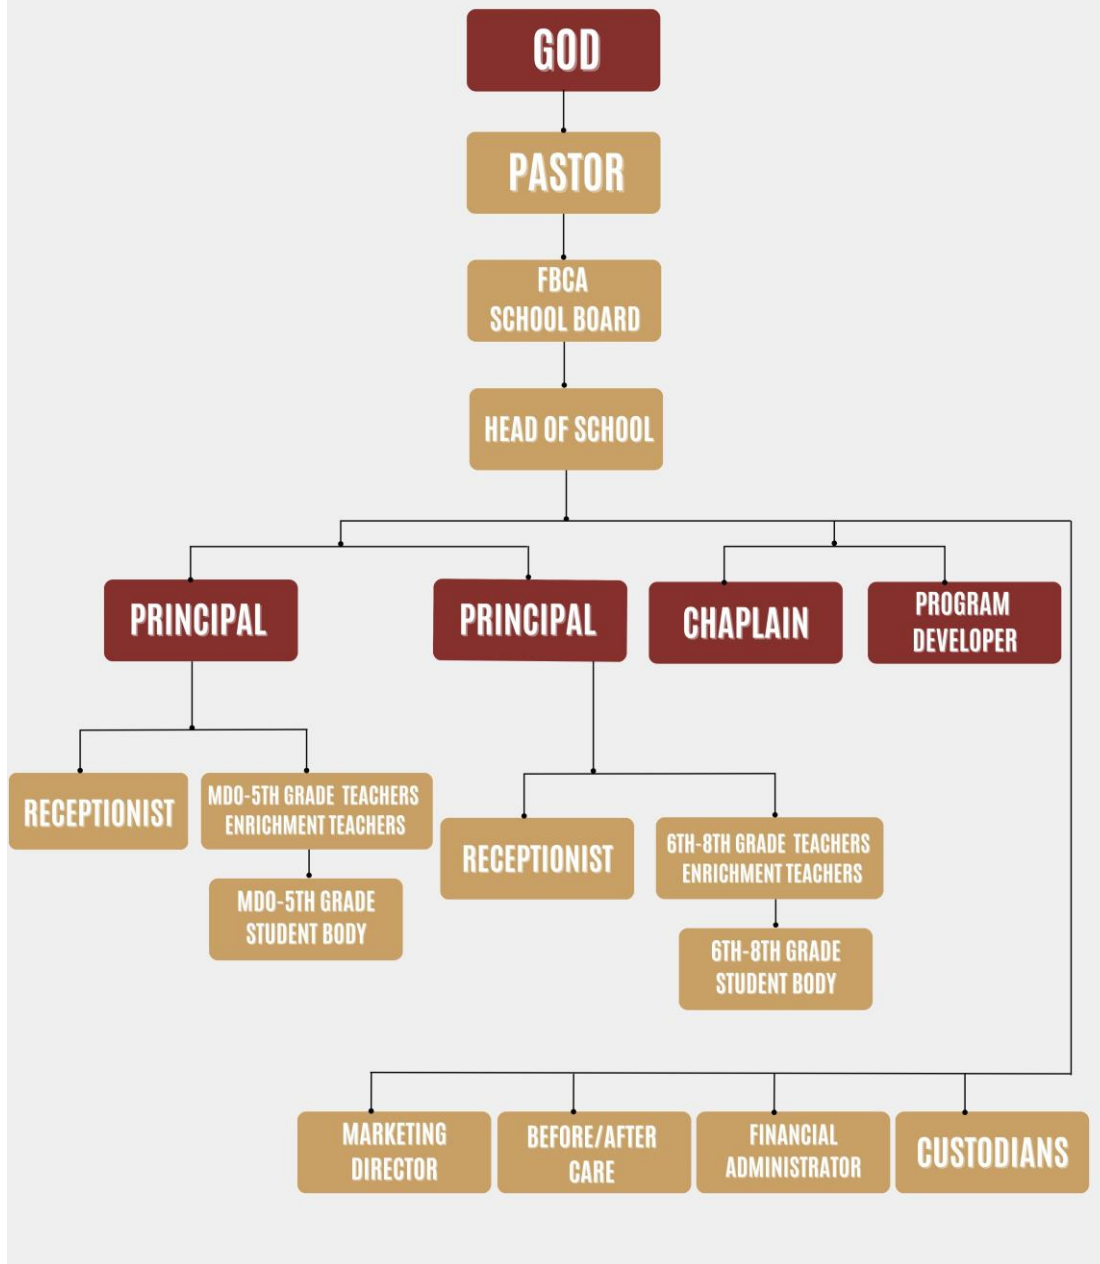 GOD
PASTOR
FBCA
SCHOOL BOARD
HEAD OF SCHOOL
PRINCIPAL
PRINCIPAL
CHAPLAIN
PROGRAM
DEVELOPER
RECEPTIONIST
MDO-5TH GRADE TEACHERS
ENRICHMENT TEACHERS
MDO-5TH GRADE
STUDENT BODY
RECEPTIONIST
6TH-8TH GRADE TEACHERS
ENRICHMENT TEACHERS
6TH-8TH GRADE
STUDENT BODY
MARKETING
DIRECTOR
BEFORE/AFTER
CARE
FINANCIAL
ADMINISTRATOR
CUSTODIANS